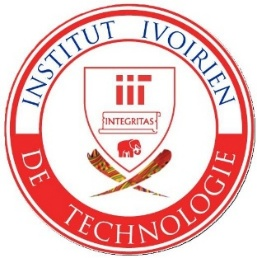 INSTITUT IVOIRIEN
iiT
INTEGRITAS
DE TECHNOLOGIE